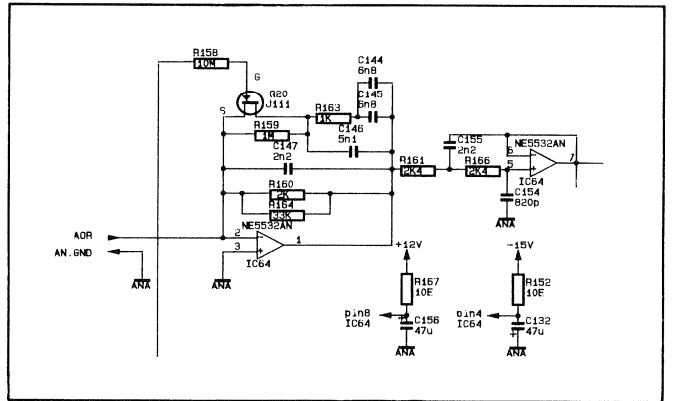 R158
10M
G
Q20
J111
S
C144
6n8
C145
6n8
R163
1K
C146
5n1
R159
1M
C147
2n2
R160
2K
R164
33K
NE5532AN
2
3
1
IC64
AOR
AN.GND
ANA
ANA
R161
2K4
C155
2n2
R166
2K4
NE5532AN
6
5
7
IC64
C154
820p
ANA
+12V
R167
10E
pin8
IC64
+
C156
47u
ANA
-15V
R152
10E
pin4
IC64
C132
47u
+
ANA